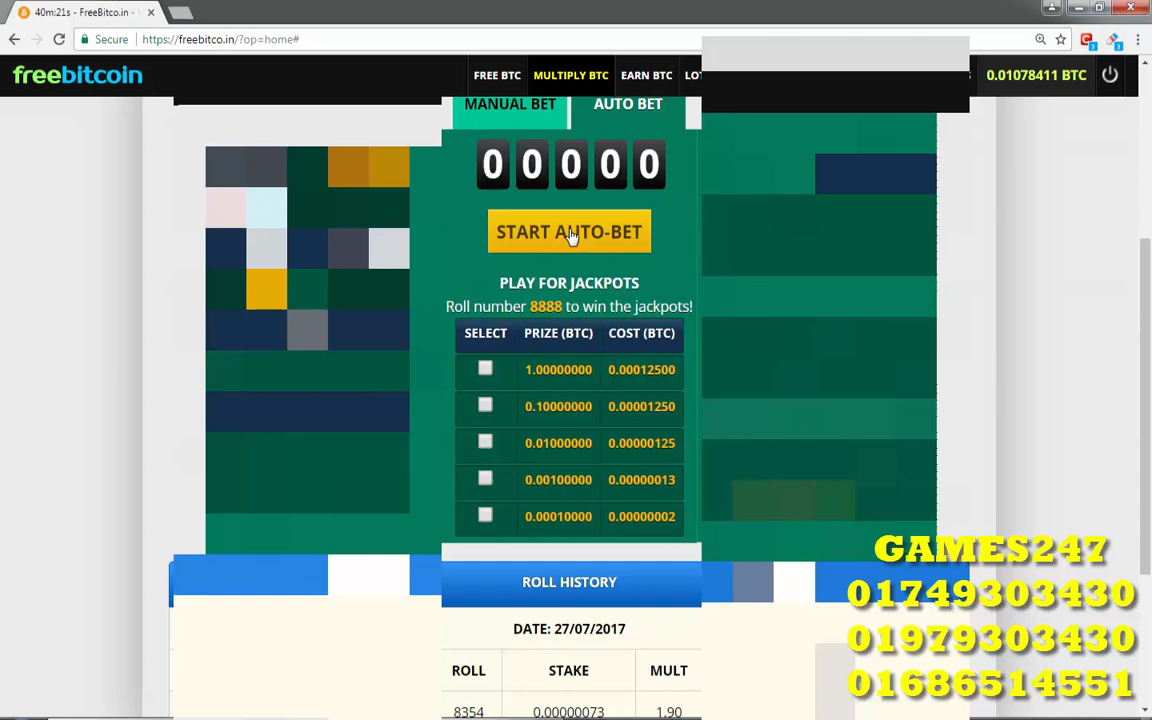 40m:21s - FreeBitco.in -
Secure https://freebitco.in/?op=home#
freebitcoin FREE BTC MULTIPLY BTC EARN BTC LO 0.01078411 BTC
MANUAL BET AUTO BET
0 0 0 0 0
START AUTO-BET
PLAY FOR JACKPOTS
Roll number 8888 to win the jackpots!
SELECT PRIZE (BTC) COST (BTC)
1.00000000 0.00012500
0.10000000 0.00001250
0.01000000 0.00000125
0.00100000 0.00000013
0.00010000 0.00000002
ROLL HISTORY
DATE: 27/07/2017
ROLL STAKE MULT
8354 0.00000073 1.90
GAMES247
01749303430
01979303430
01686514551